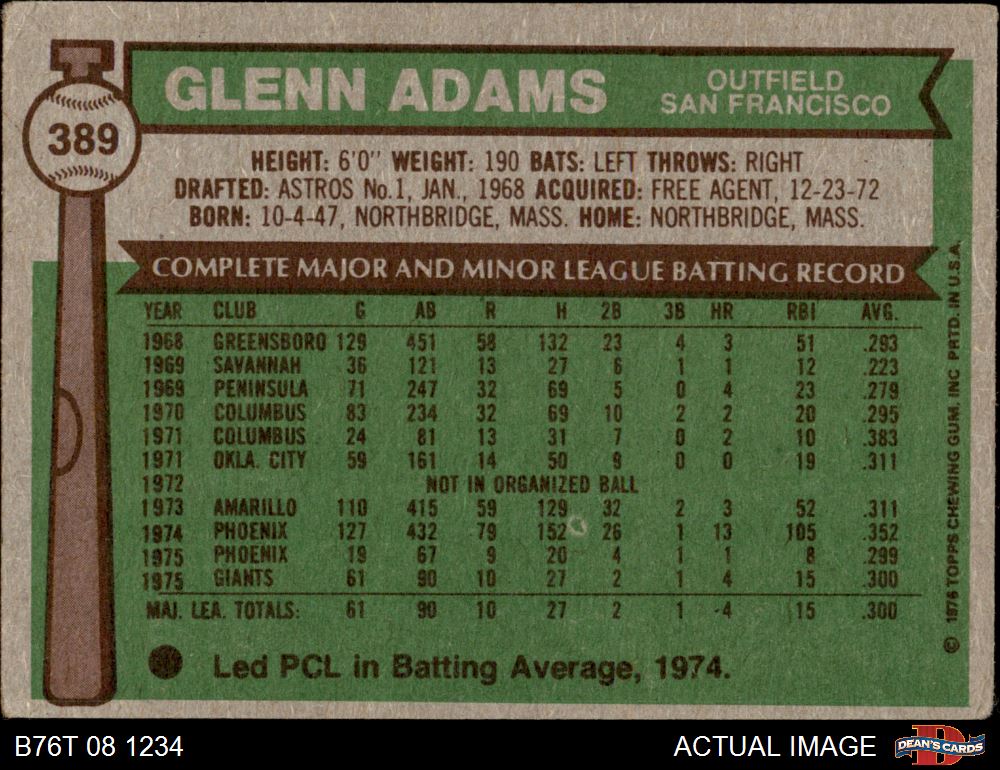 GLENN ADAMS
OUTFIELD
SAN FRANCISCO
389
HEIGHT: 6'0" WEIGHT: 190 BATS: LEFT THROWS: RIGHT
DRAFTED: ASTROS No.1, JAN., 1968 ACQUIRED: FREE AGENT, 12-23-72
BORN: 10-4-47, NORTHBRIDGE, MASS. HOME: NORTHBRIDGE, MASS.
COMPLETE MAJOR AND MINOR LEAGUE BATTING RECORD
YEAR CLUB G AB R H 2B 3B HR RBI AVG.
1968 GREENSBORO 129 451 58 132 23 4 3 51 .293
1969 SAVANNAH 36 121 13 27 6 1 1 12 .223
1969 PENINSULA 71 247 32 69 5 0 4 23 .279
1970 COLUMBUS 83 234 32 69 10 2 2 20 .295
1971 COLUMBUS 24 81 13 31 7 0 2 10 .383
1971 OKLA. CITY 59 161 14 50 9 0 0 19 .311
1972 NOT IN ORGANIZED BALL
1973 AMARILLO 110 415 59 129 32 2 3 52 .311
1974 PHOENIX 127 432 79 152 26 1 13 105 .352
1975 PHOENIX 19 67 9 20 4 1 1 8 .299
1975 GIANTS 61 90 10 27 2 1 4 15 .300
MAJ. LEA. TOTALS: 61 90 10 27 2 1 4 15 .300
Led PCL in Batting Average, 1974.
© 1976 TOPPS CHEWING GUM. INC PRTD. IN U.S.A.
B76T 08 1234
ACTUAL IMAGE
DEAN'S CARDS